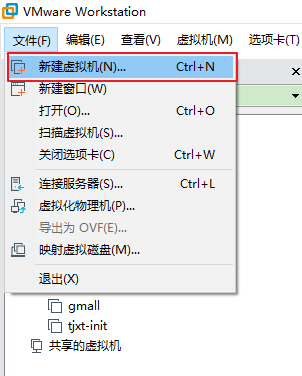 VMware Workstation
文件(F) 编辑(E) 查看(V) 虚拟机(M) 选项卡(T)
新建虚拟机(N)... Ctrl+N
新建窗口(W)
打开(O)... Ctrl+O
扫描虚拟机(S)...
关闭选项卡(C) Ctrl+W
连接服务器(S)... Ctrl+L
虚拟化物理机(P)...
导出为 OVF(E)...
映射虚拟磁盘(M)...
退出(X)
gmall
tjxt-init
共享的虚拟机